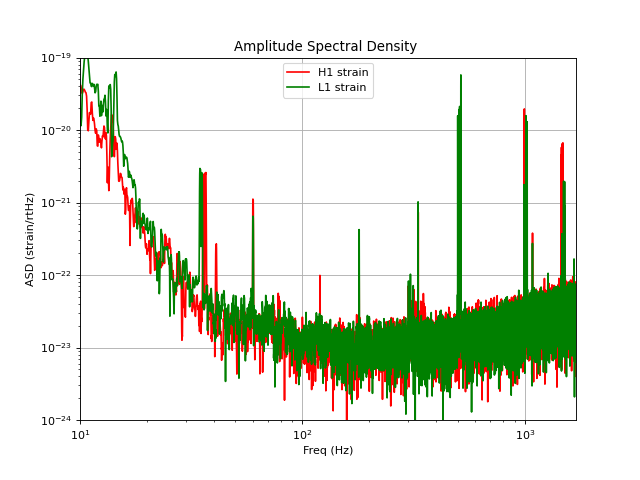 Amplitude Spectral Density
H1 strain
L1 strain
10⁻¹⁹
10⁻²⁰
10⁻²¹
10⁻²²
10⁻²³
10⁻²⁴
ASD (strain/rtHz)
10¹
10²
10³
Freq (Hz)